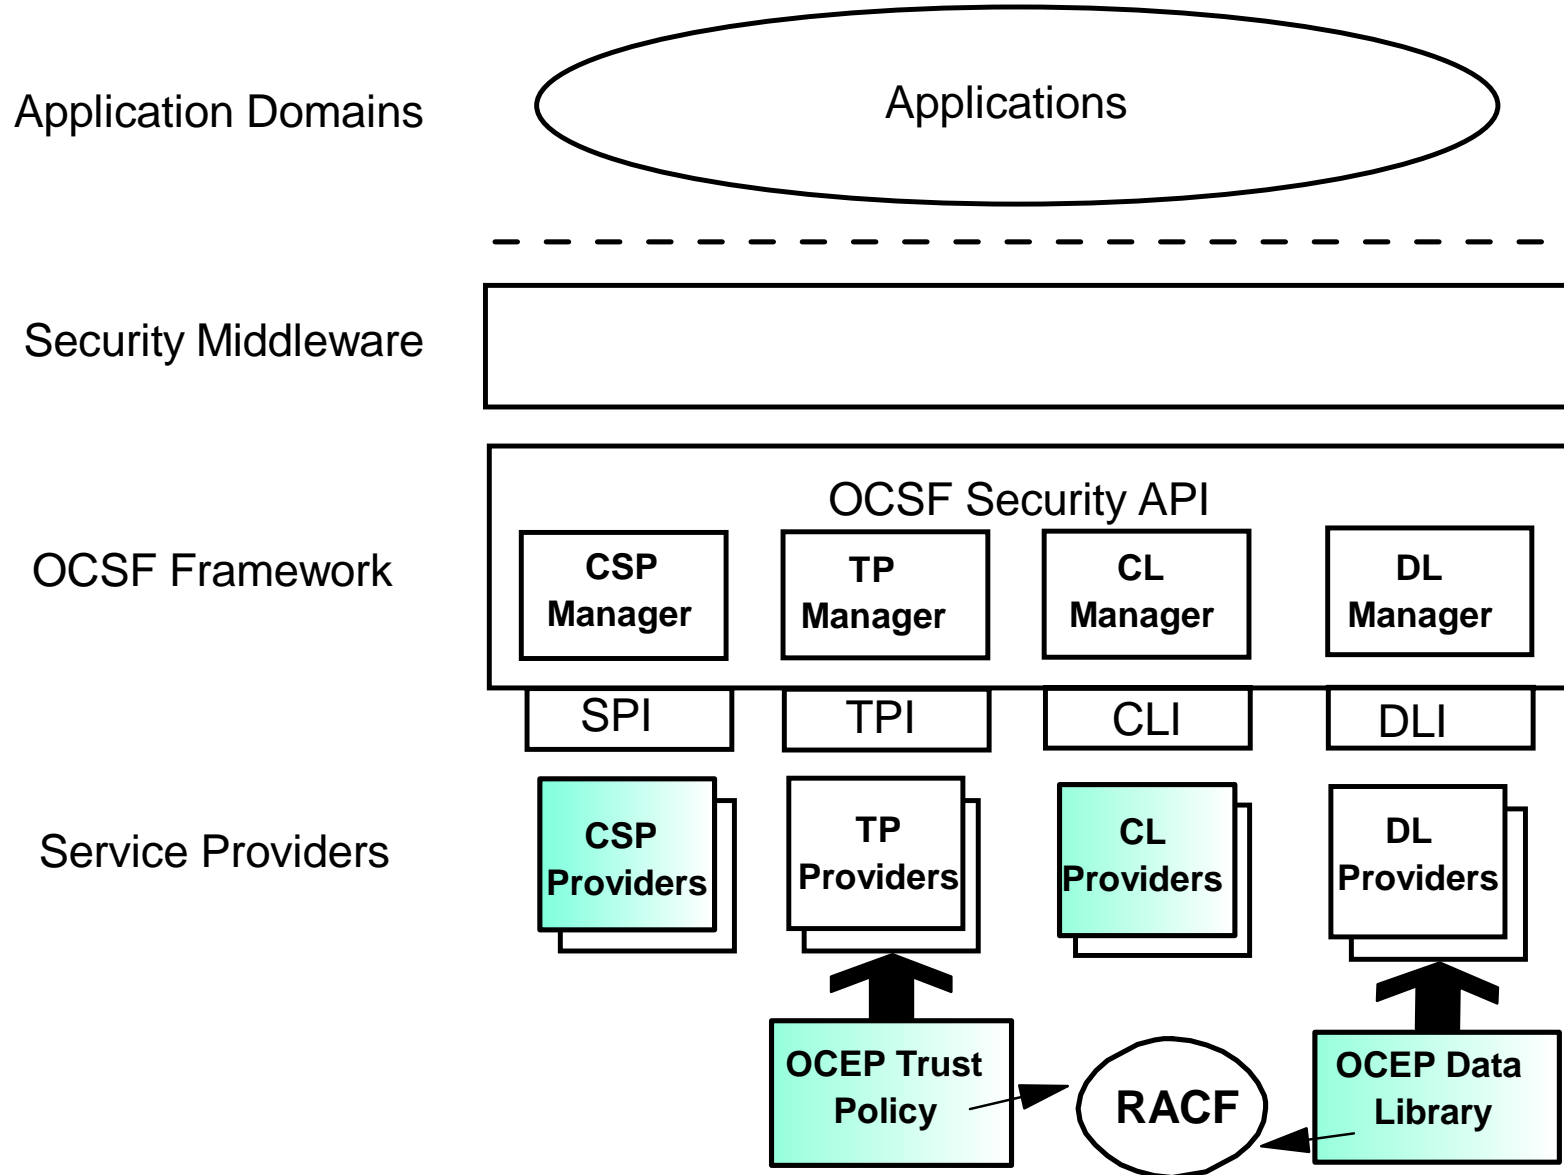 Applications
Application Domains
Security Middleware
OCSF Security API
OCSF Framework
CSP
Manager
TP
Manager
CL
Manager
DL
Manager
SPI
TPI
CLI
DLI
Service Providers
CSP
Providers
TP
Providers
CL
Providers
DL
Providers
OCEP Trust
Policy
RACF
OCEP Data
Library